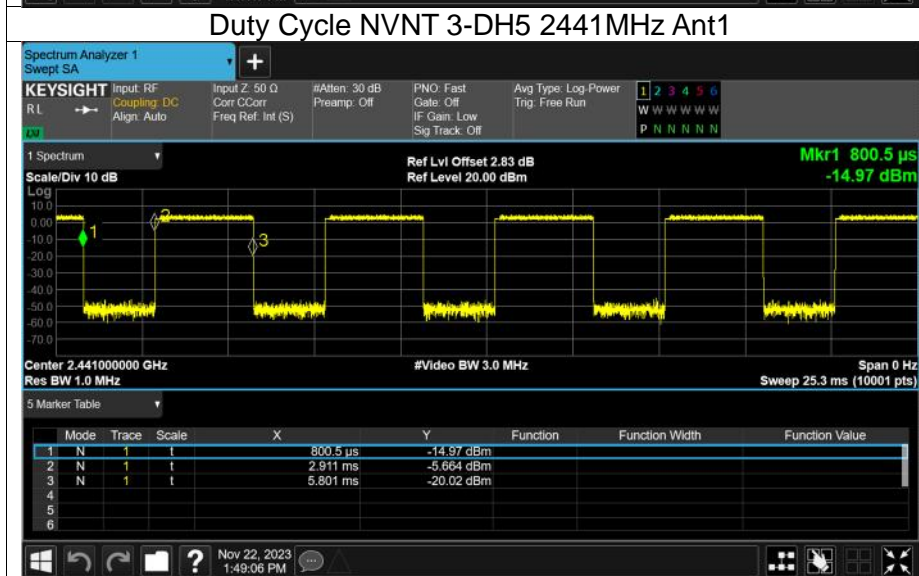 Duty Cycle NVNT 3-DH5 2441MHz Ant1
Spectrum Analyzer 1
Swept SA
+
KEYSIGHT Input: RF Input Z: 50 Ω #Atten: 30 dB PNO: Fast Avg Type: Log-Power 1 2 3 4 5 6
RL Coupling: DC Corr CCorr Preamp: Off Gate: Off Trig: Free Run W W W W W W
Align: Auto Freq Ref: Int (S) IF Gain: Low
LXI Sig Track: Off P N N N N N
1 Spectrum Ref Lvl Offset 2.83 dB Mkr1 800.5 µs
Scale/Div 10 dB Ref Level 20.00 dBm -14.97 dBm
Log
10.0
0.00
-10.0
-20.0
-30.0
-40.0
-50.0
-60.0
-70.0
1
2
3
Center 2.441000000 GHz #Video BW 3.0 MHz Span 0 Hz
Res BW 1.0 MHz Sweep 25.3 ms (10001 pts)
5 Marker Table
Mode Trace Scale X Y Function Function Width Function Value
1 N 1 t 800.5 µs -14.97 dBm
2 N 1 t 2.911 ms -5.664 dBm
3 N 1 t 5.801 ms -20.02 dBm
4
5
6
? Nov 22, 2023
1:49:06 PM